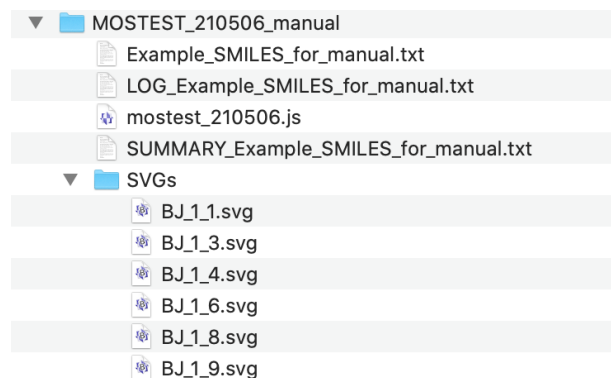 MOSTEST_210506_manual
Example_SMILES_for_manual.txt
LOG_Example_SMILES_for_manual.txt
mostest_210506.js
SUMMARY_Example_SMILES_for_manual.txt
SVGs
BJ_1_1.svg
BJ_1_3.svg
BJ_1_4.svg
BJ_1_6.svg
BJ_1_8.svg
BJ_1_9.svg